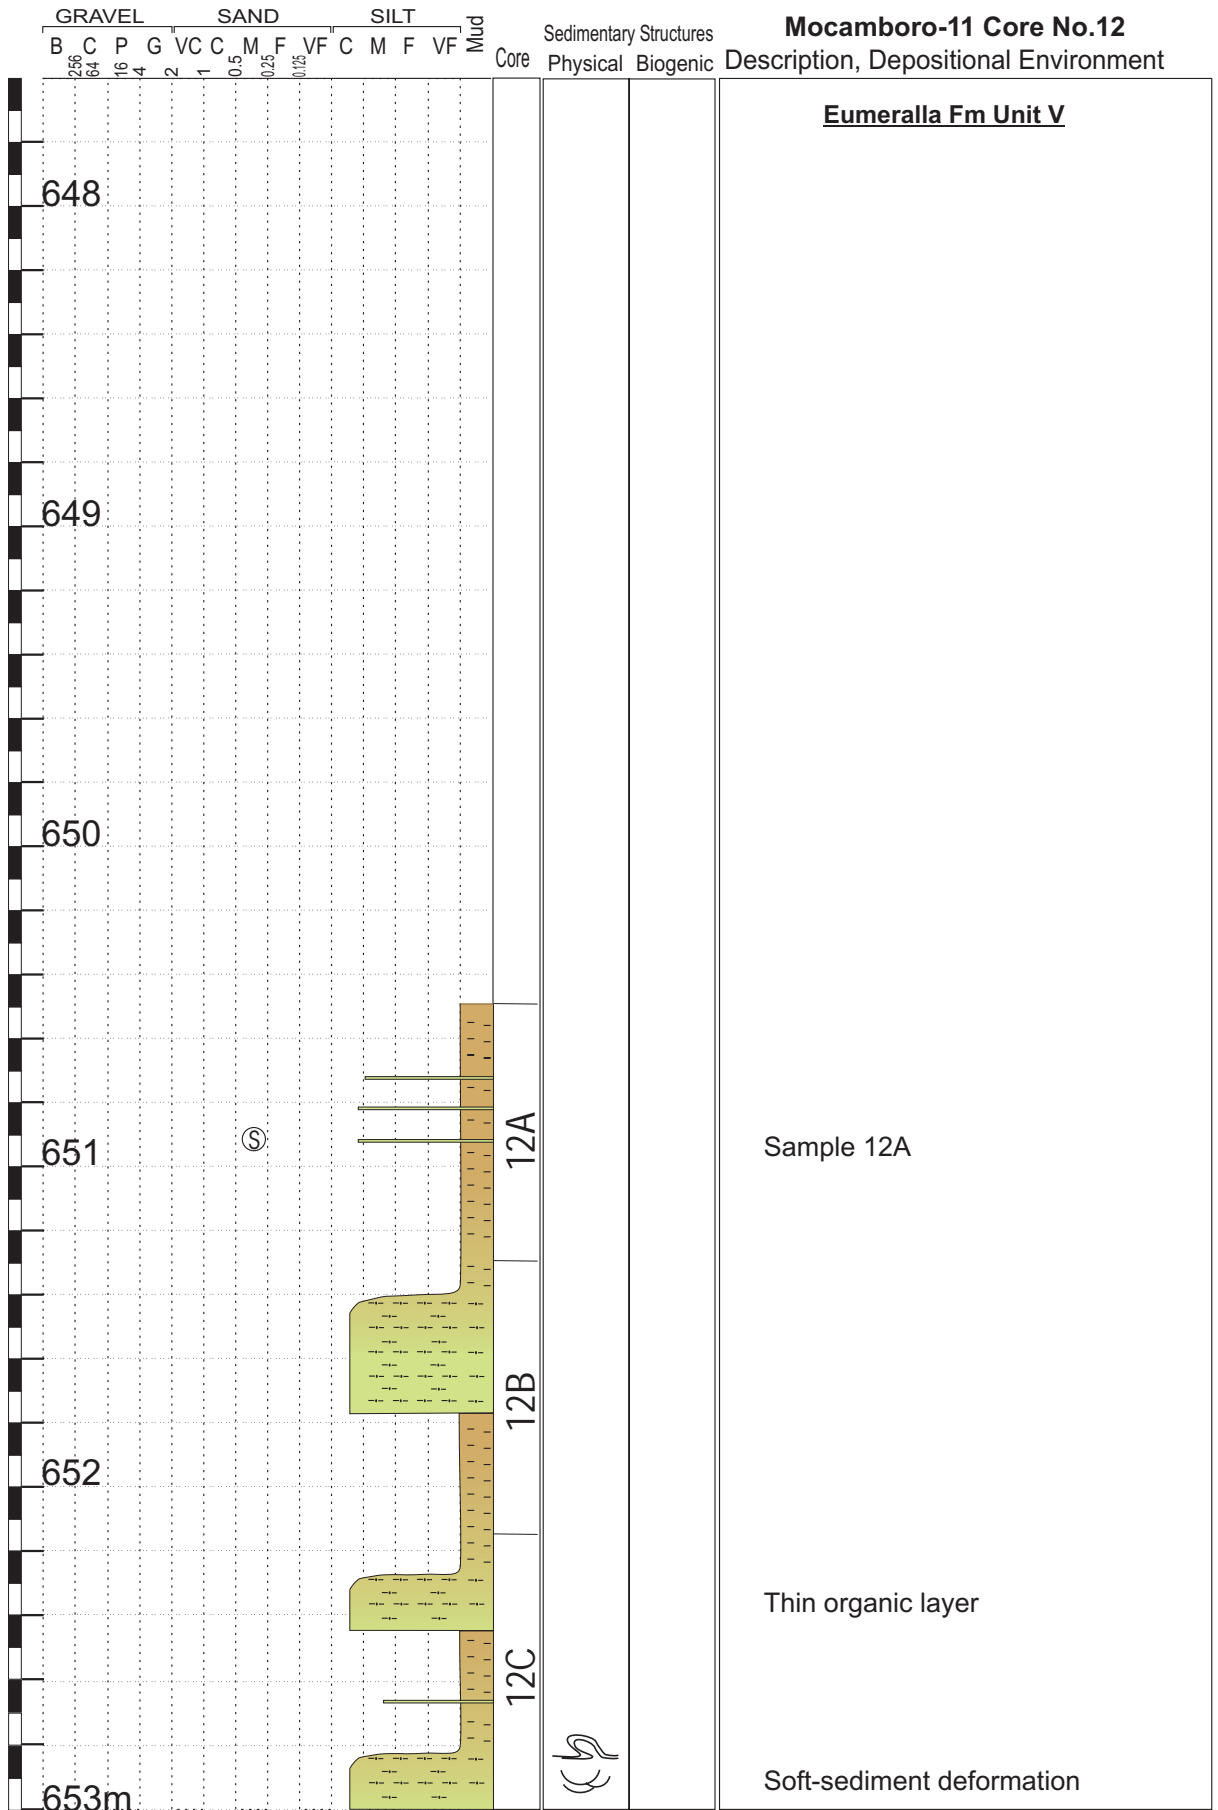 GRAVEL SAND SILT
B C P G VC C M F VF C M F VF Mud
256 64 16 4 2 1 0.5 0.25 0.125
Core
Sedimentary Structures
Physical Biogenic
Mocamboro-11 Core No.12
Description, Depositional Environment
Eumeralla Fm Unit V
648
649
650
12A
S
651
Sample 12A
12B
652
Thin organic layer
12C
Soft-sediment deformation
653m